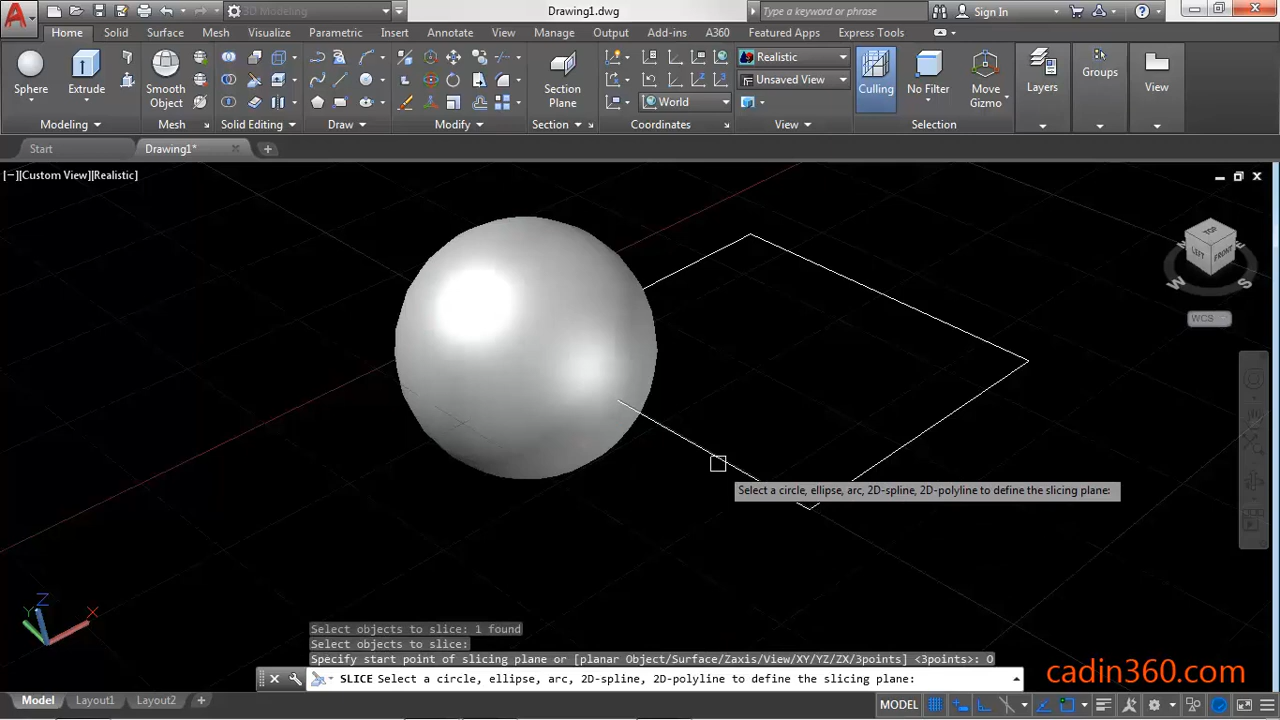 3D Modeling
Drawing1.dwg
Type a keyword or phrase
Sign In
Home Solid Surface Mesh Visualize Parametric Insert Annotate View Manage Output Add-ins A360 Featured Apps Express Tools
Realistic
Unsaved View
World
Sphere Extrude Smooth Object Section Plane Culling No Filter Move Gizmo Layers Groups View
Modeling Mesh Solid Editing Draw Modify Section Coordinates View Selection
Start Drawing1*
[−][Custom View][Realistic]
TOP
LEFT FRONT
W S
WCS
Select a circle, ellipse, arc, 2D-spline, 2D-polyline to define the slicing plane:
Z
Y X
Select objects to slice: 1 found
Select objects to slice:
Specify start point of slicing plane or [planar Object/Surface/Zaxis/View/XY/YZ/ZX/3points] <3points>: O
SLICE Select a circle, ellipse, arc, 2D-spline, 2D-polyline to define the slicing plane:
cadin360.com
Model Layout1 Layout2
MODEL